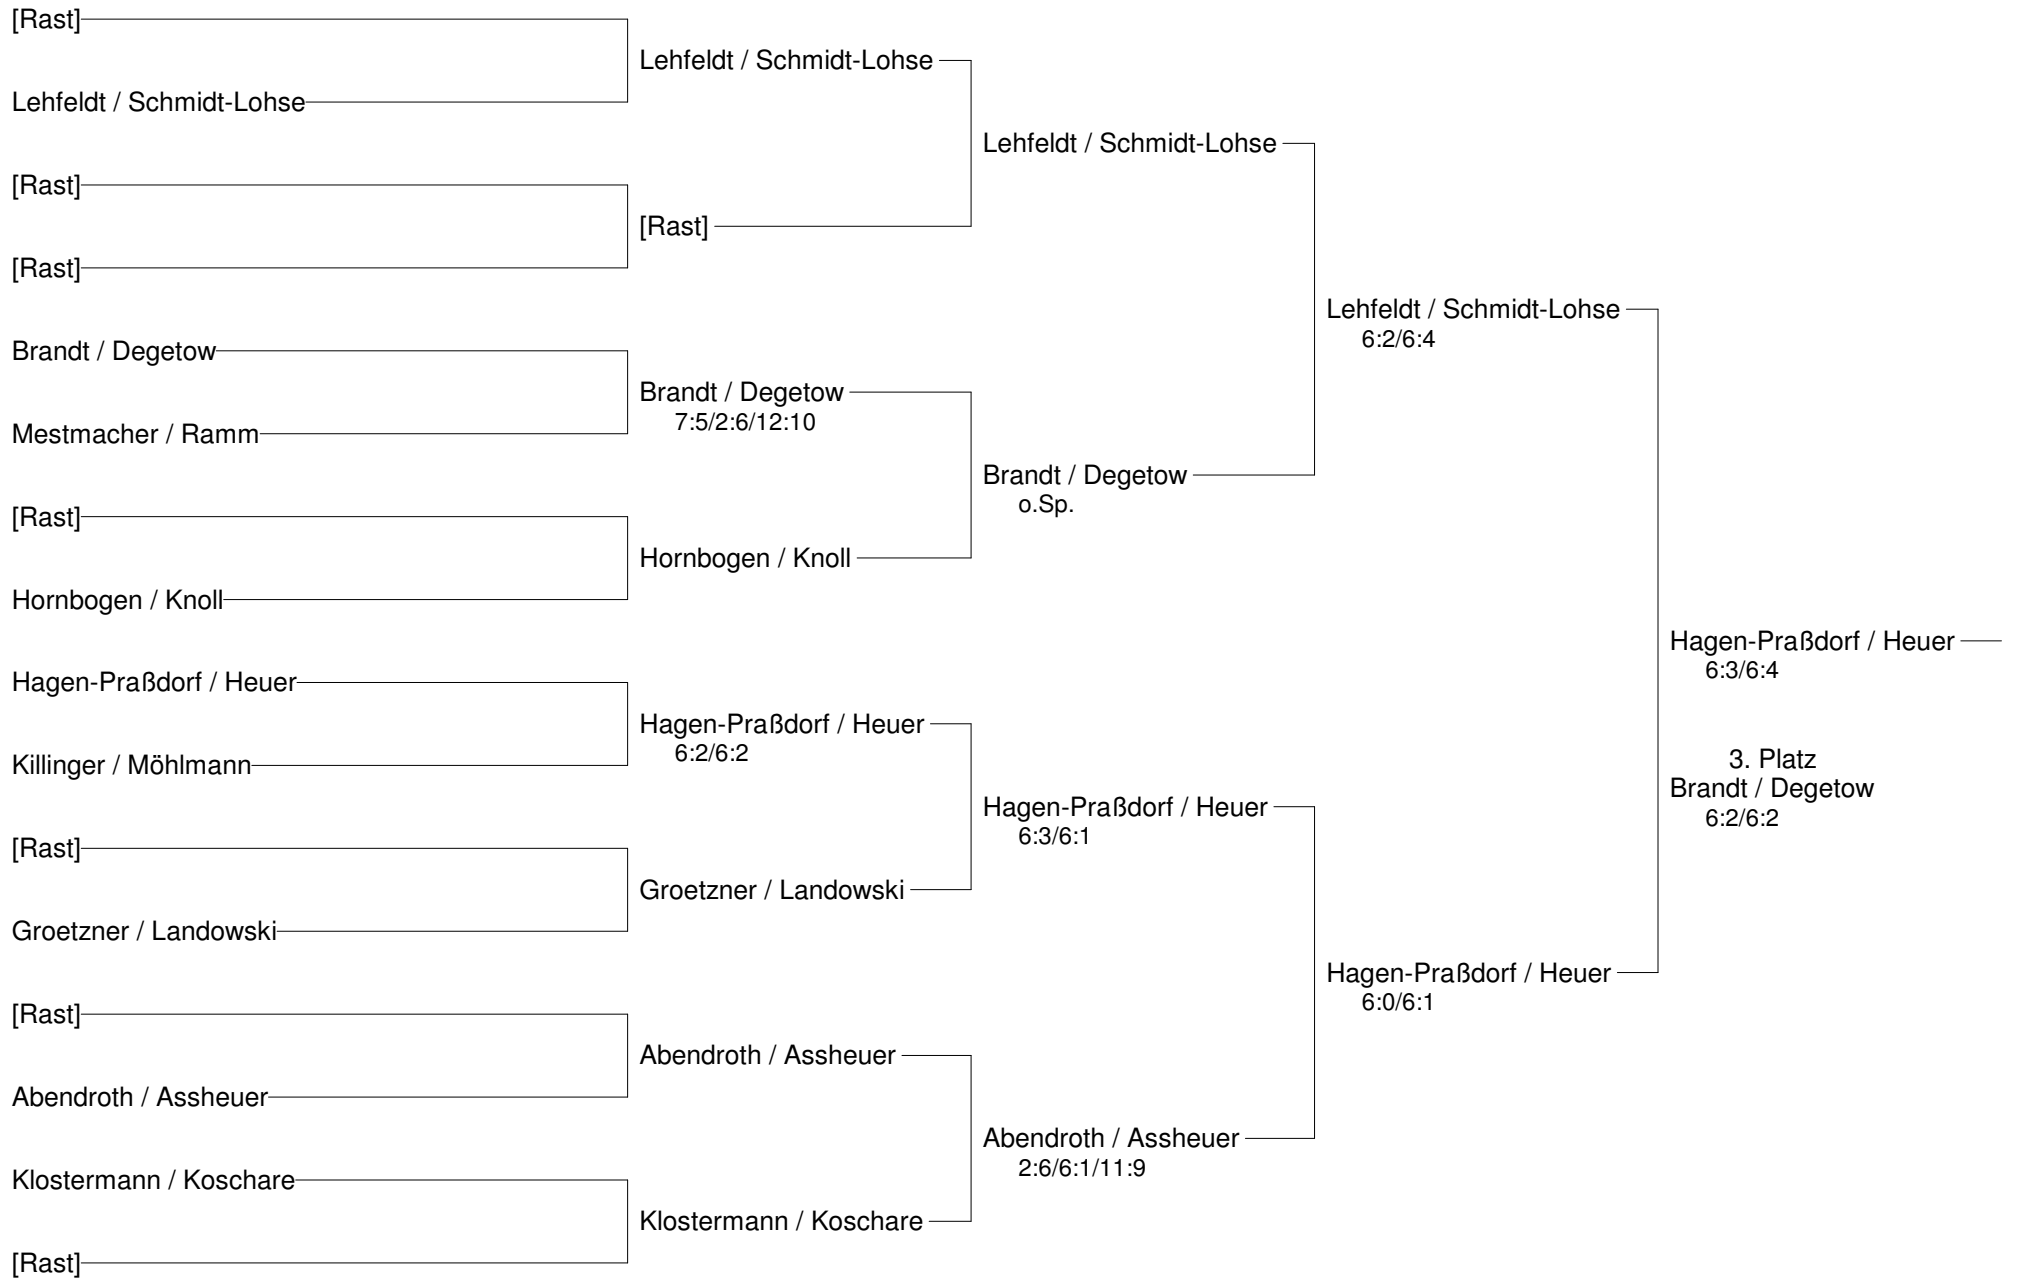 [Rast]
Lehfeldt / Schmidt-Lohse
[Rast]
[Rast]
Brandt / Degetow
Mestmacher / Ramm
[Rast]
Hornbogen / Knoll
Hagen-Praßdorf / Heuer
Killinger / Möhlmann
[Rast]
Groetzner / Landowski
[Rast]
Abendroth / Assheuer
Klostermann / Koschare
[Rast]
Lehfeldt / Schmidt-Lohse
[Rast]
Brandt / Degetow
7:5/2:6/12:10
Hornbogen / Knoll
Hagen-Praßdorf / Heuer
6:2/6:2
Groetzner / Landowski
Abendroth / Assheuer
Klostermann / Koschare
Lehfeldt / Schmidt-Lohse
Brandt / Degetow
o.Sp.
Hagen-Praßdorf / Heuer
6:3/6:1
Abendroth / Assheuer
2:6/6:1/11:9
Lehfeldt / Schmidt-Lohse
6:2/6:4
Hagen-Praßdorf / Heuer
6:0/6:1
Hagen-Praßdorf / Heuer
6:3/6:4
3. Platz
Brandt / Degetow
6:2/6:2